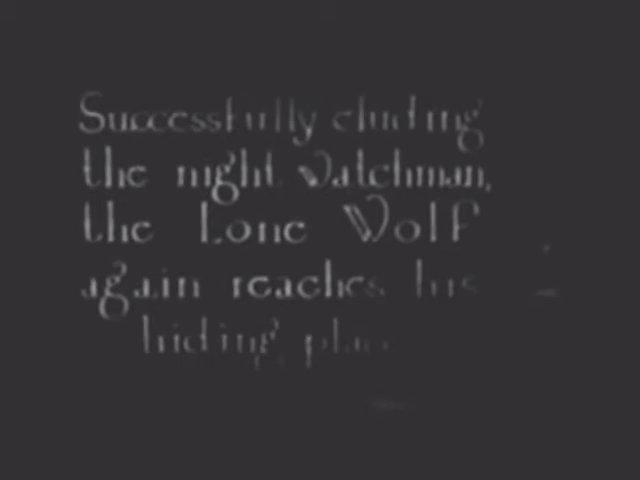 Successfully eluding
the night watchman,
the Lone Wolf
again reaches his
hiding place